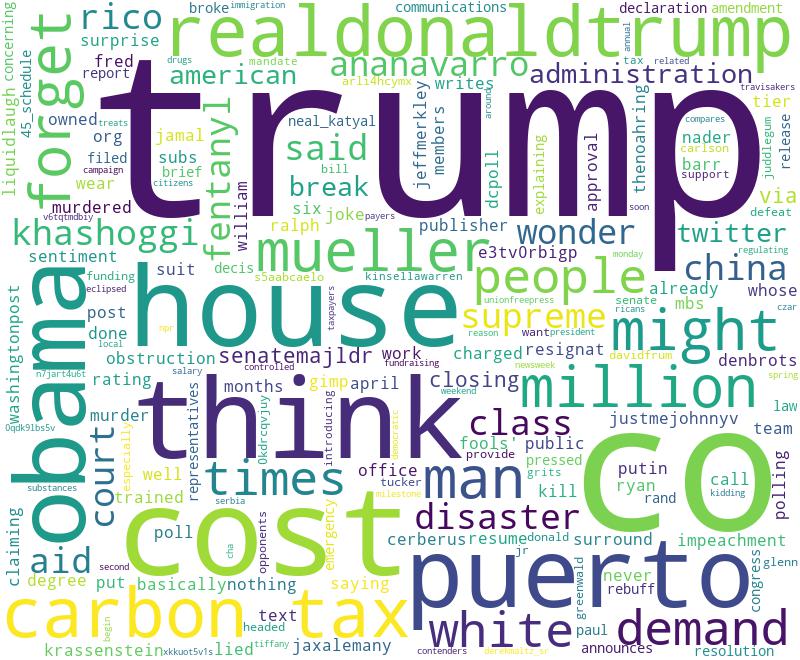 broke immigration communications declaration amendment
rico realdonaldtrump
surprise
liquidlaugh concerning
45_schedule
forget
fred drugs mandate ananavarro annual tax related
report american arli4hcymx writes administration travisakers
trump
owned treats jamal neal_katyal jeffmerkley members around explaining approval thenoahring nader compares tier
org subs said carlson juddlegum release
filed campaign brief fentanyl bill dcpoll barr support
wear citizens william break
murdered six joke payers publisher ralph soon via defeat
v6tqtmdbiy
khashoggi wonder twitter
sentiment decis mueller e3tv0rbigp monday regulating
funding suit s5aabcaelo kinsellawarren people already china whose
eclipsed
washingtonpost post obama house taxpayers unionfreepress senate mbs czar
done npr supreme ricans might
local reason want president
obstruction senatemajldr work charged resignat davidfrum denbrots
n7jart4u6t rating salary controlled fundraising newsweek spring
months gimp april closing million
weekend
0qdk91bs5v murder think class justmejohnnyv law
especially representatives 0kdrcqvjuy introducing democratic fools' public team
court well provide co
substances times office man pressed putin call polling
trained tucker grits ryan kidding
milestone kill rand
claiming serbia cost disaster
poll cha opponents emergency cerberus resume donald surround impeachment
aid second jr glenn
degree put basically nothing saying puerto greenwald never congress
rebuff
carbon tax text white paul demand
begin headed
krassenstein xkkuot5v1s lied tiffany jaxalemany contenders derekmaltz_sr announces resolution